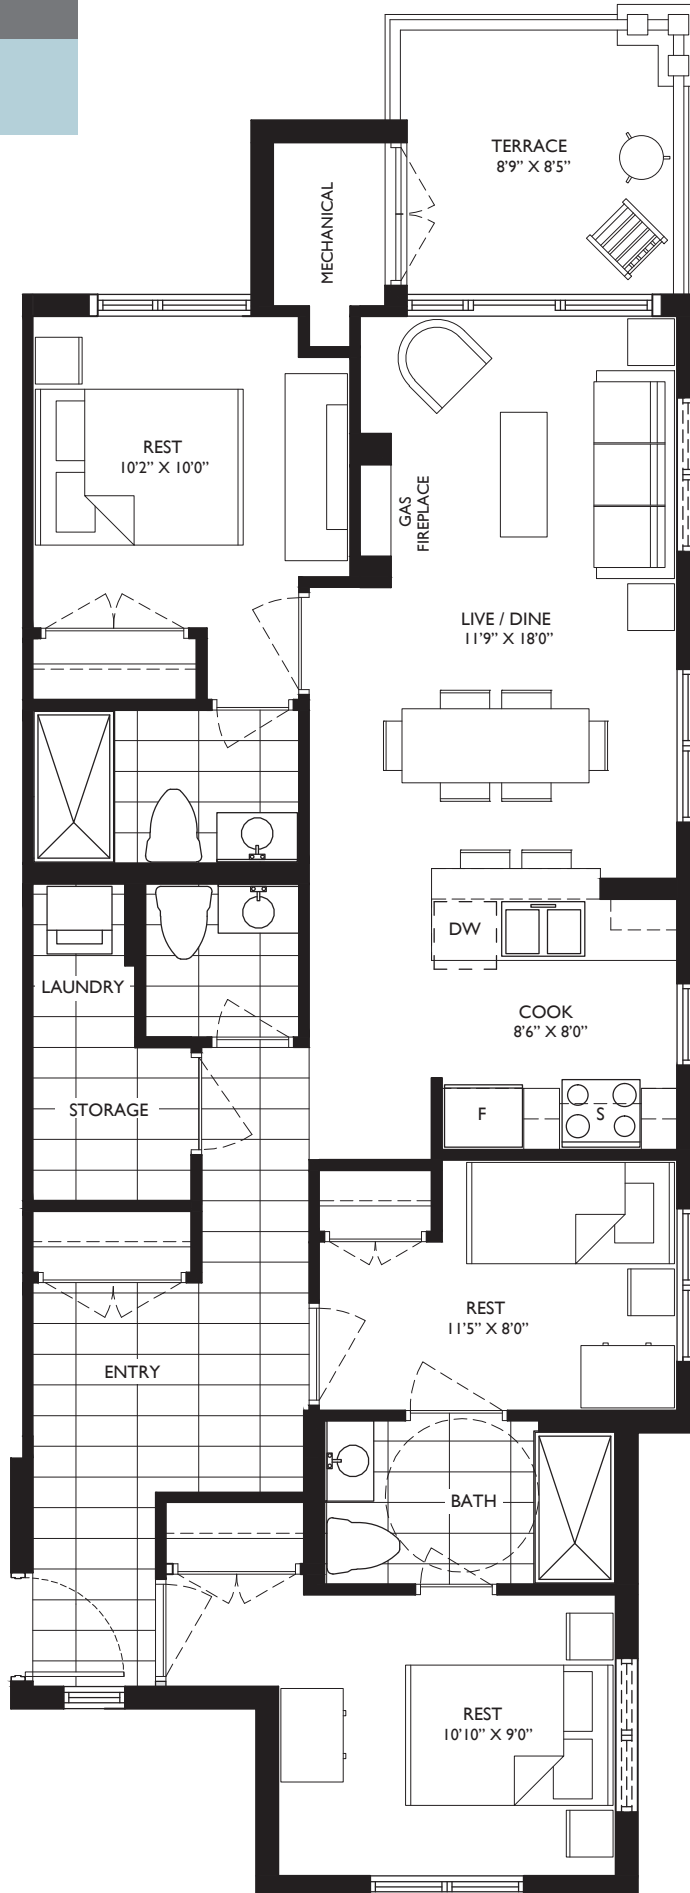 TERRACE
8’9” X 8’5”
MECHANICAL
REST
10’2” X 10’0”
GAS
FIREPLACE
LIVE / DINE
11’9” X 18’0”
DW
LAUNDRY
COOK
8’6” X 8’0”
STORAGE
F
S
REST
11’5” X 8’0”
ENTRY
BATH
REST
10’10” X 9’0”